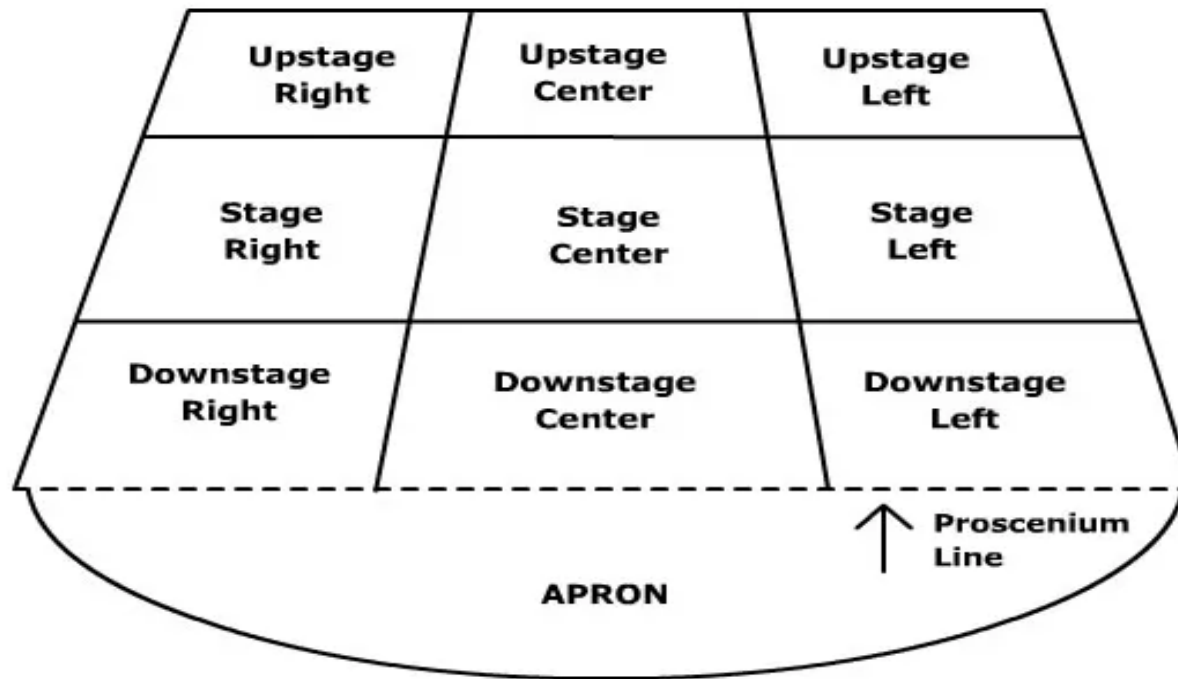 Upstage
Right
Upstage
Center
Upstage
Left
Stage
Right
Stage
Center
Stage
Left
Downstage
Right
Downstage
Center
Downstage
Left
Proscenium
Line
APRON